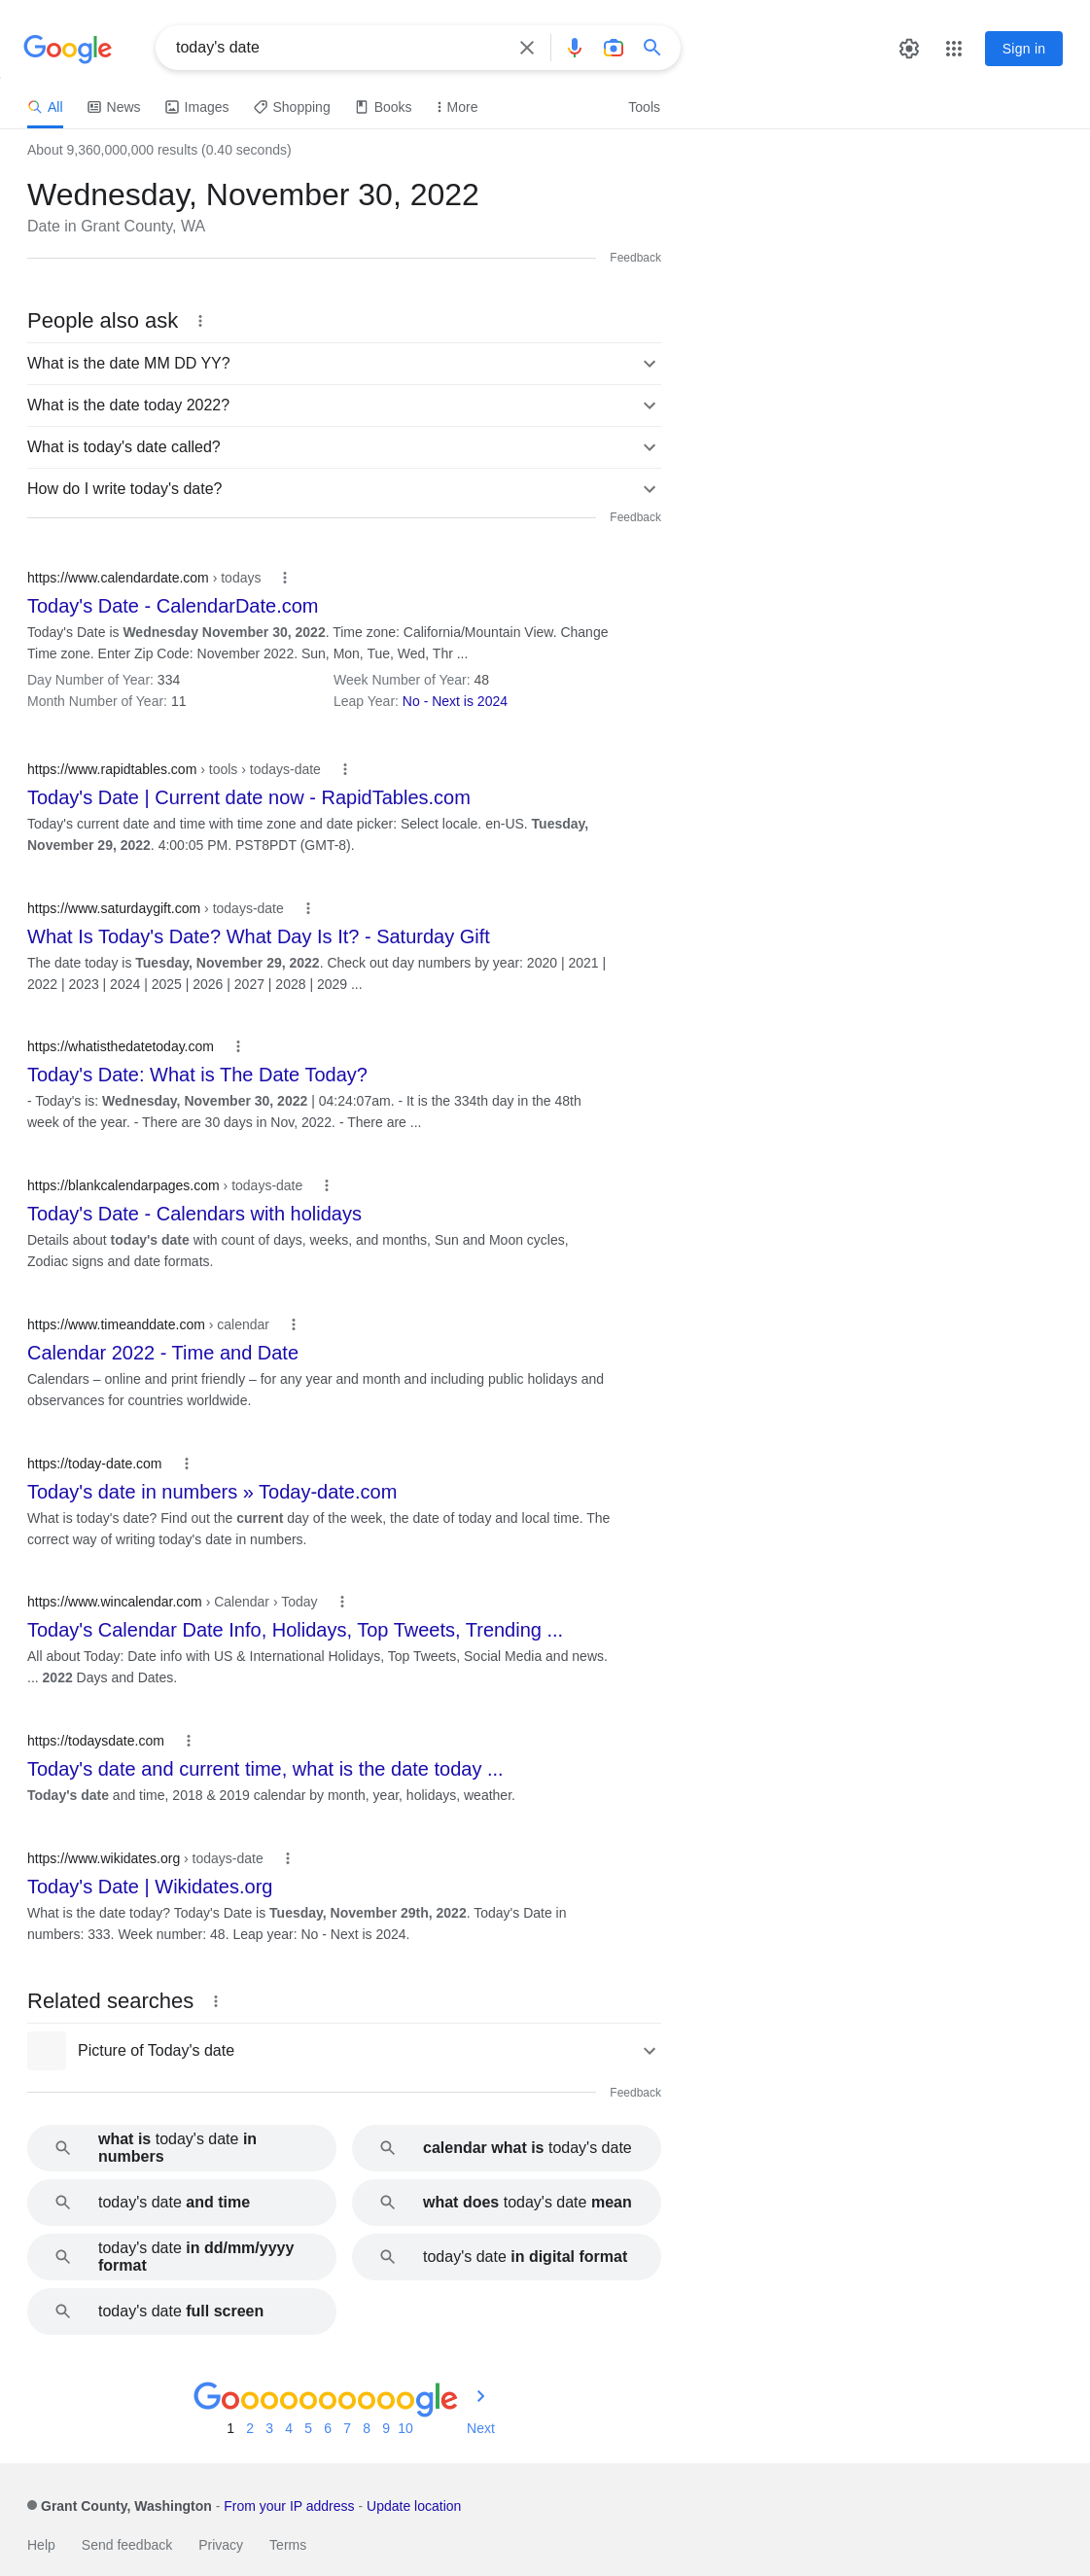 Google
today's date
Sign in
All
News
Images
Shopping
Books
More
Tools
About 9,360,000,000 results (0.40 seconds)
Wednesday, November 30, 2022
Date in Grant County, WA
Feedback
People also ask
What is the date MM DD YY?
What is the date today 2022?
What is today's date called?
How do I write today's date?
Feedback
https://www.calendardate.com › todays
Today's Date - CalendarDate.com
Today's Date is Wednesday November 30, 2022. Time zone: California/Mountain View. Change
Time zone. Enter Zip Code: November 2022. Sun, Mon, Tue, Wed, Thr ...
Day Number of Year: 334
Week Number of Year: 48
Month Number of Year: 11
Leap Year: No - Next is 2024
https://www.rapidtables.com › tools › todays-date
Today's Date | Current date now - RapidTables.com
Today's current date and time with time zone and date picker: Select locale. en-US. Tuesday,
November 29, 2022. 4:00:05 PM. PST8PDT (GMT-8).
https://www.saturdaygift.com › todays-date
What Is Today's Date? What Day Is It? - Saturday Gift
The date today is Tuesday, November 29, 2022. Check out day numbers by year: 2020 | 2021 |
2022 | 2023 | 2024 | 2025 | 2026 | 2027 | 2028 | 2029 ...
https://whatisthedatetoday.com
Today's Date: What is The Date Today?
- Today's is: Wednesday, November 30, 2022 | 04:24:07am. - It is the 334th day in the 48th
week of the year. - There are 30 days in Nov, 2022. - There are ...
https://blankcalendarpages.com › todays-date
Today's Date - Calendars with holidays
Details about today's date with count of days, weeks, and months, Sun and Moon cycles,
Zodiac signs and date formats.
https://www.timeanddate.com › calendar
Calendar 2022 - Time and Date
Calendars – online and print friendly – for any year and month and including public holidays and
observances for countries worldwide.
https://today-date.com
Today's date in numbers » Today-date.com
What is today's date? Find out the current day of the week, the date of today and local time. The
correct way of writing today's date in numbers.
https://www.wincalendar.com › Calendar › Today
Today's Calendar Date Info, Holidays, Top Tweets, Trending ...
All about Today: Date info with US & International Holidays, Top Tweets, Social Media and news.
... 2022 Days and Dates.
https://todaysdate.com
Today's date and current time, what is the date today ...
Today's date and time, 2018 & 2019 calendar by month, year, holidays, weather.
https://www.wikidates.org › todays-date
Today's Date | Wikidates.org
What is the date today? Today's Date is Tuesday, November 29th, 2022. Today's Date in
numbers: 333. Week number: 48. Leap year: No - Next is 2024.
Related searches
Picture of Today's date
Feedback
what is today's date in
numbers
calendar what is today's date
today's date and time
what does today's date mean
today's date in dd/mm/yyyy
format
today's date in digital format
today's date full screen
Goooooooooogle
1 2 3 4 5 6 7 8 9 10 Next
Grant County, Washington - From your IP address - Update location
Help Send feedback Privacy Terms